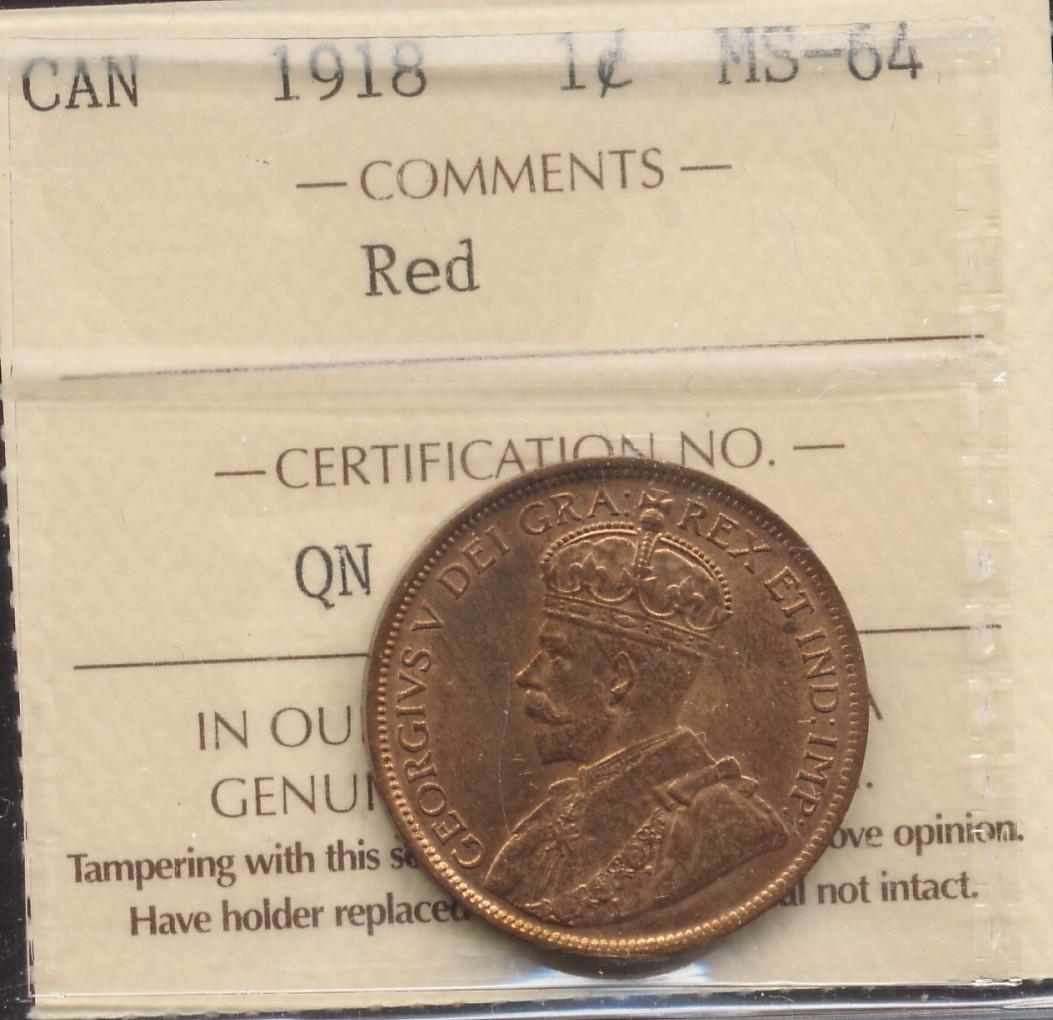 CAN 1918 1¢ MS-64
— COMMENTS —
Red
— CERTIFICATION NO. —
QN
GEORGIVS V DEI GRA: REX ET IND: IMP:
IN OU
GENUI
Tampering with this ove opinion.
Have holder replaced al not intact.